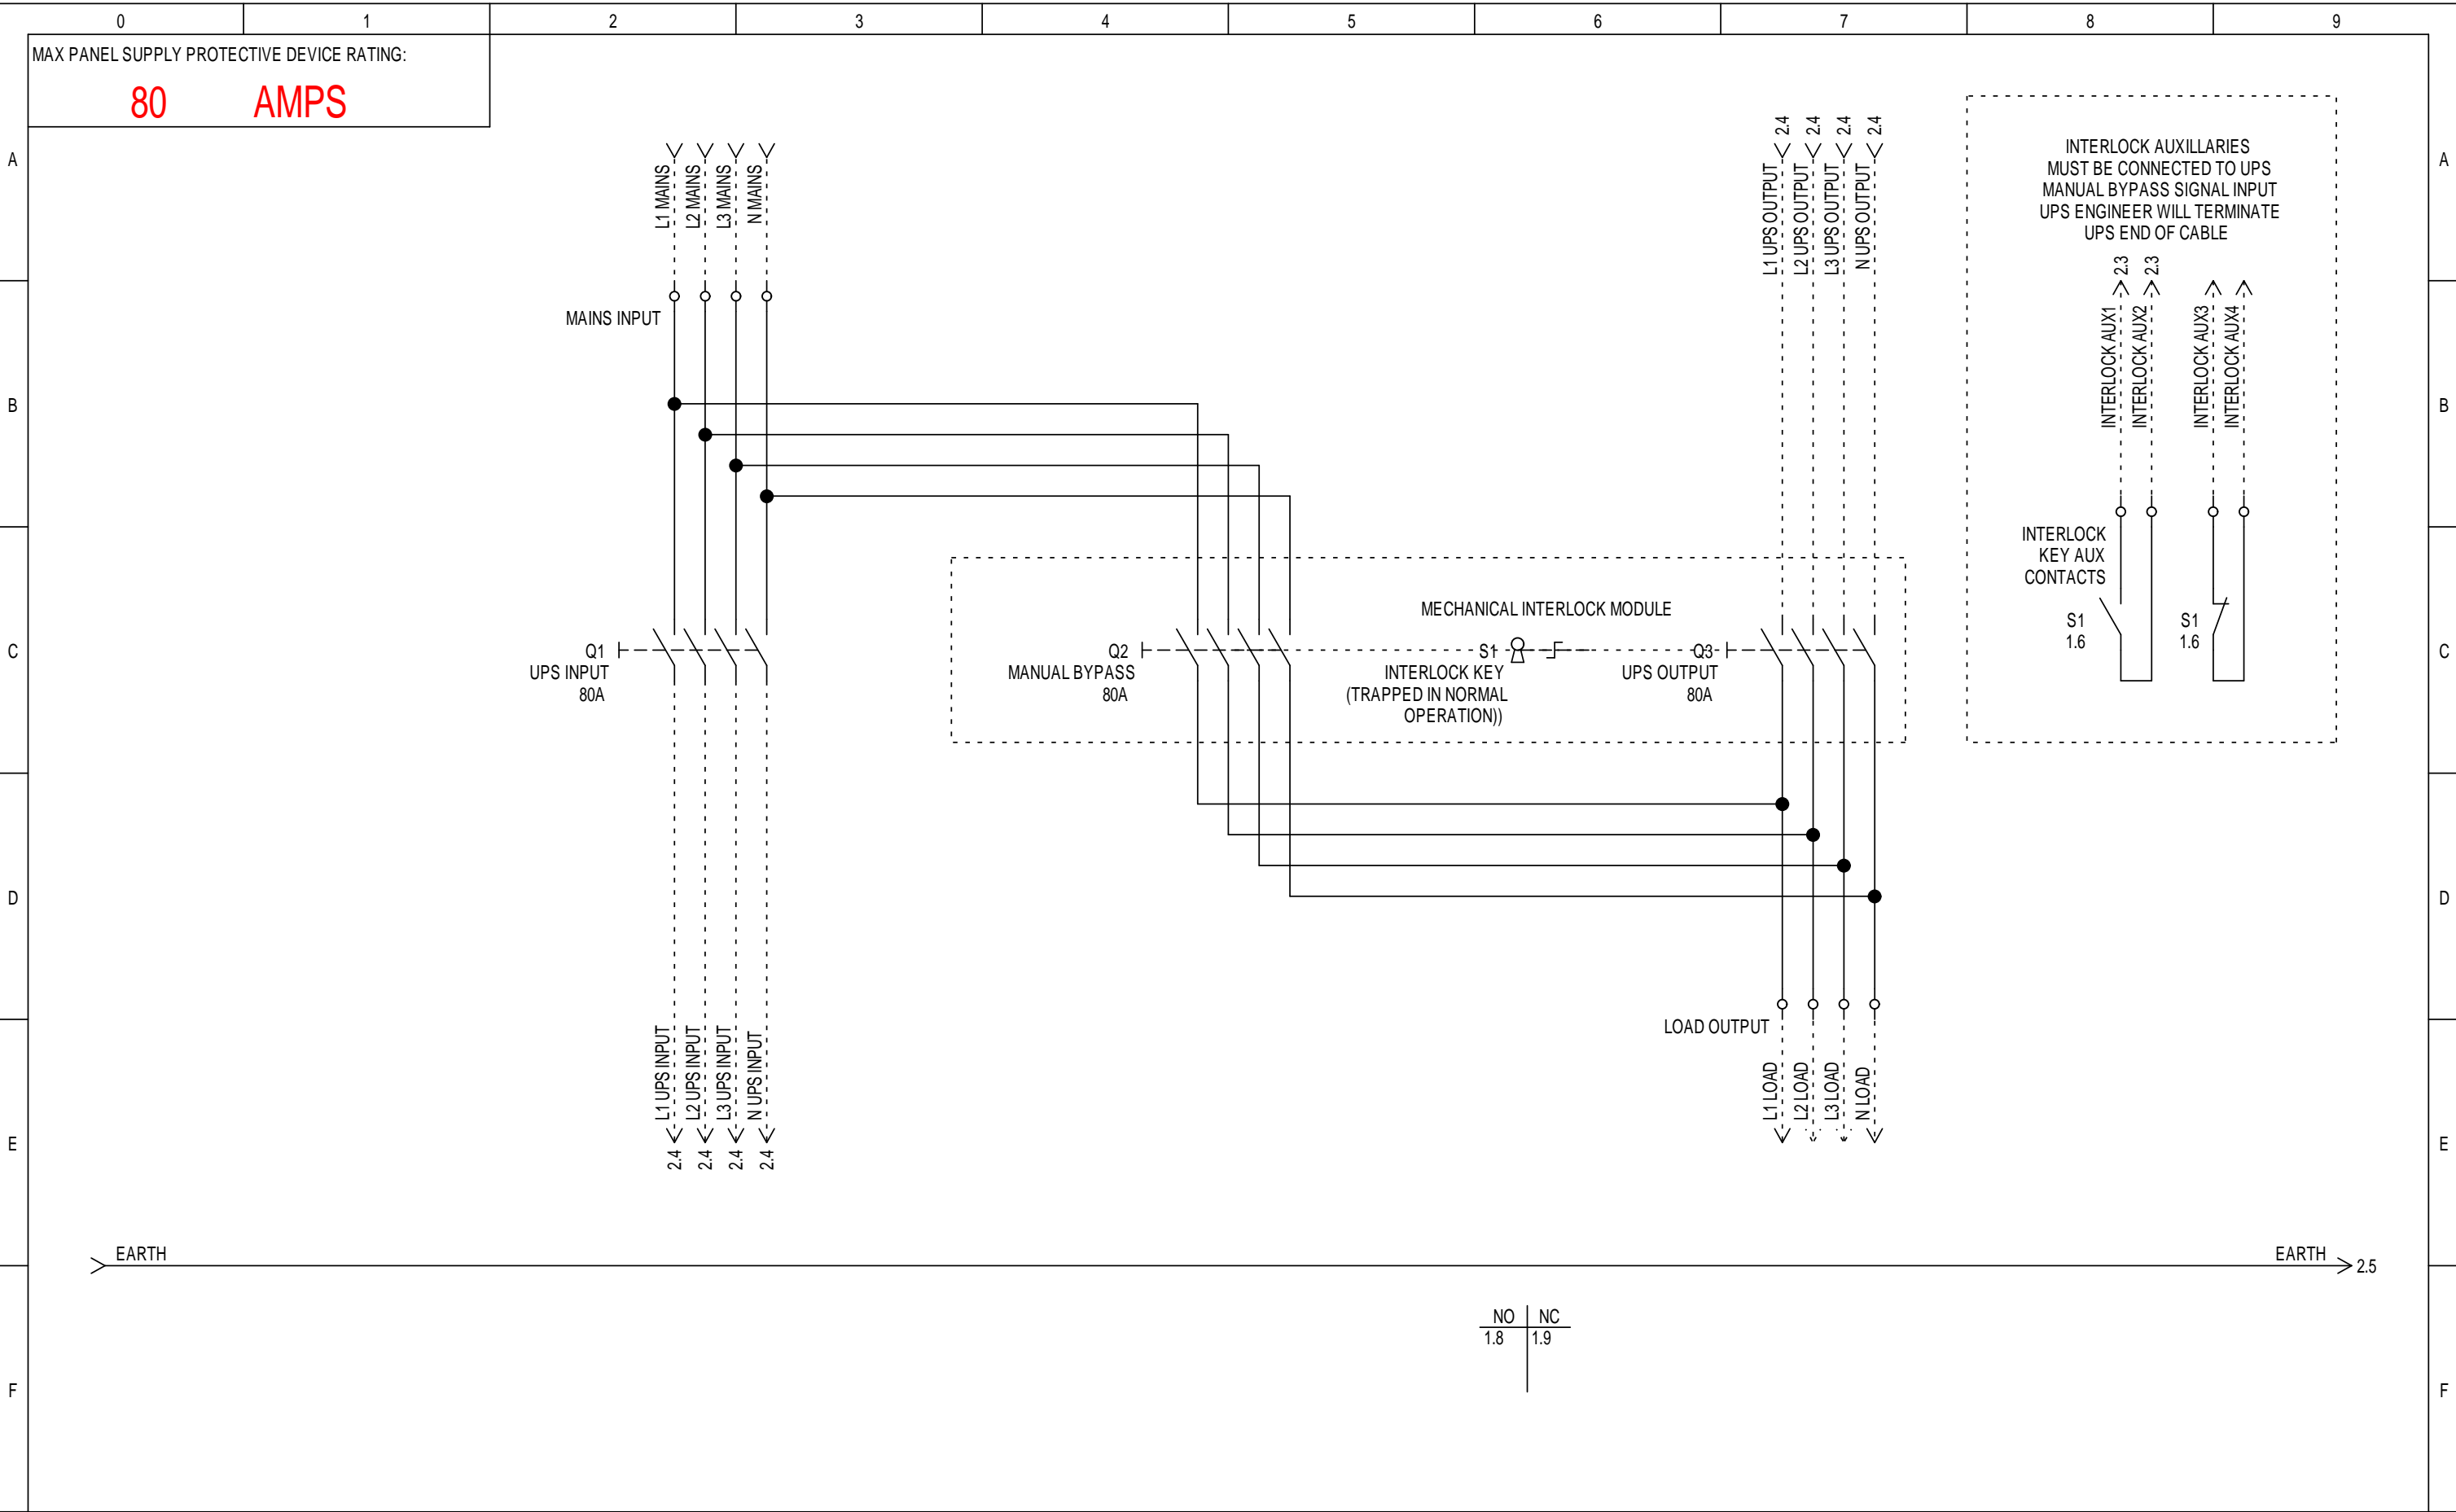 0 1 2 3 4 5 6 7 8 9
MAX PANEL SUPPLY PROTECTIVE DEVICE RATING:
80 AMPS
A
A
L1 MAINS
L2 MAINS
L3 MAINS
N MAINS
2.4
2.4
2.4
2.4
L1 UPS OUTPUT
L2 UPS OUTPUT
L3 UPS OUTPUT
N UPS OUTPUT
INTERLOCK AUXILLARIES
MUST BE CONNECTED TO UPS
MANUAL BYPASS SIGNAL INPUT
UPS ENGINEER WILL TERMINATE
UPS END OF CABLE
2.3
2.3
INTERLOCK AUX1
INTERLOCK AUX2
INTERLOCK AUX3
INTERLOCK AUX4
MAINS INPUT
B
B
INTERLOCK
KEY AUX
CONTACTS
S1
1.6
S1
1.6
MECHANICAL INTERLOCK MODULE
C
C
Q1
UPS INPUT
80A
Q2
MANUAL BYPASS
80A
S1
INTERLOCK KEY
(TRAPPED IN NORMAL
OPERATION))
Q3
UPS OUTPUT
80A
D
D
LOAD OUTPUT
L1 UPS INPUT
L2 UPS INPUT
L3 UPS INPUT
N UPS INPUT
2.4
2.4
2.4
2.4
L1 LOAD
L2 LOAD
L3 LOAD
N LOAD
E
E
EARTH
EARTH
2.5
NO NC
1.8 1.9
F
F